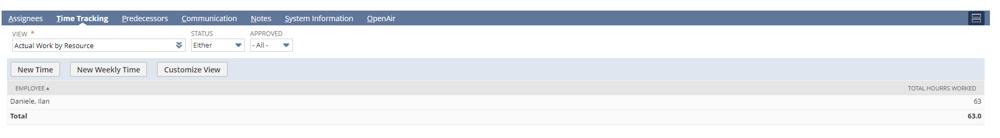 Assignees Time Tracking Predecessors Communication Notes System Information OpenAir
VIEW * STATUS APPROVED
Actual Work by Resource Either - All -
New Time New Weekly Time Customize View
EMPLOYEE TOTAL HOURRS WORKED
Daniele, Ilan 63
Total 63.0